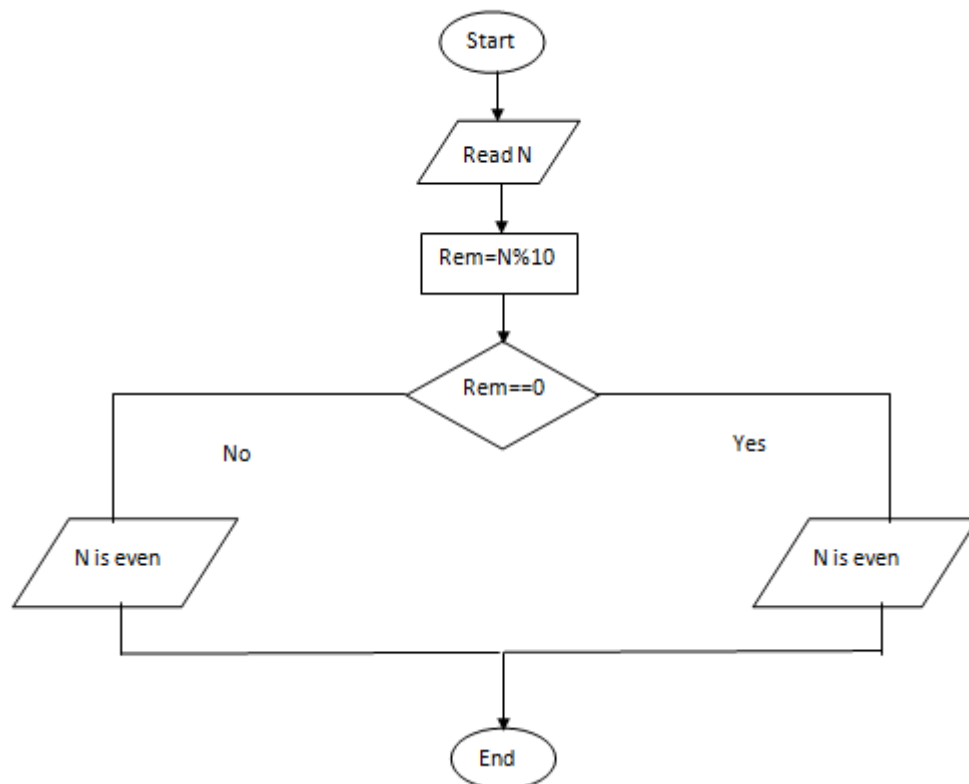 Start
Read N
Rem=N%10
Rem==0
No
Yes
N is even
N is even
End